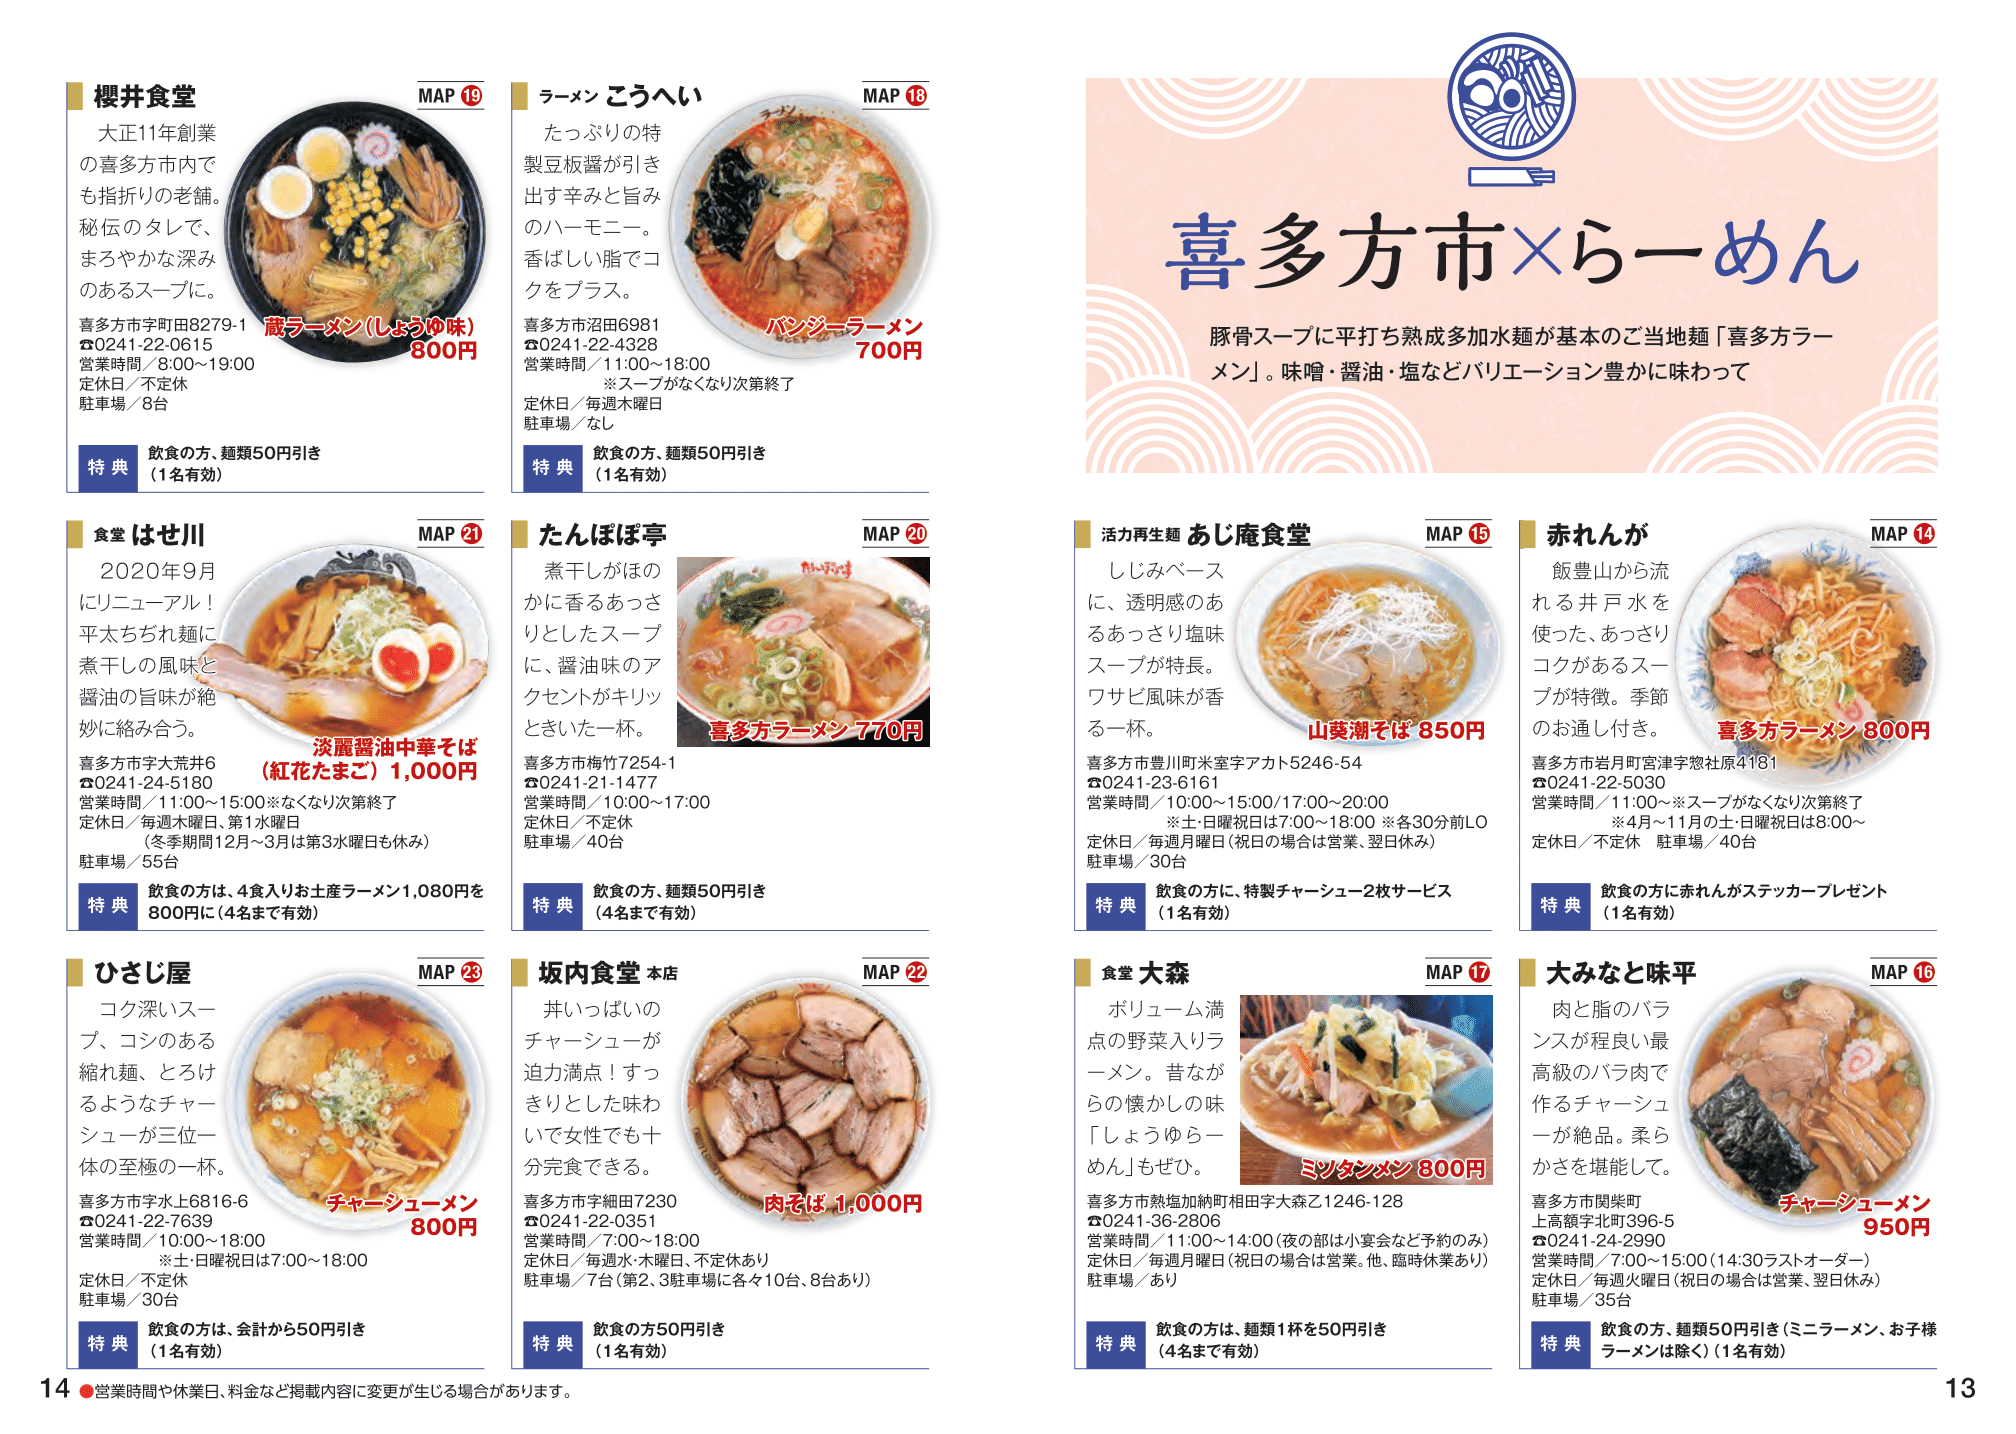 喜多方市×らーめん
豚骨スープに平打ち熟成多加水麺が基本のご当地麺「喜多方ラー
メン」。味噌・醤油・塩などバリエーション豊かに味わって
赤れんが
MAP 14
飯豊山から流
れる井戸水を
使った、あっさり
コクがあるスー
プが特徴。季節
のお通し付き。
喜多方ラーメン 800円
喜多方市岩月町宮津字惣社原4181
☎0241-22-5030
営業時間／11:00～※スープがなくなり次第終了
※4月～11月の土・日曜祝日は8:00～
定休日／不定休　駐車場／40台
特典
飲食の方に赤れんがステッカープレゼント
（1名有効）
活力再生麺 あじ庵食堂
MAP 15
しじみベース
に、透明感のあ
るあっさり塩味
スープが特長。
ワサビ風味が香
る一杯。
山葵潮そば 850円
喜多方市豊川町米室字アカト5246-54
☎0241-23-6161
営業時間／10:00～15:00/17:00～20:00
※土・日曜祝日は7:00～18:00 ※各30分前LO
定休日／毎週月曜日（祝日の場合は営業、翌日休み）
駐車場／30台
特典
飲食の方に、特製チャーシュー2枚サービス
（1名有効）
大みなと味平
MAP 16
肉と脂のバラ
ンスが程良い最
高級のバラ肉で
作るチャーシュ
ーが絶品。柔ら
かさを堪能して。
チャーシューメン
950円
喜多方市関柴町
上高額字北町396-5
☎0241-24-2990
営業時間／7:00～15:00（14:30ラストオーダー）
定休日／毎週火曜日（祝日の場合は営業、翌日休み）
駐車場／35台
特典
飲食の方、麺類50円引き（ミニラーメン、お子様
ラーメンは除く）（1名有効）
食堂 大森
MAP 17
ボリューム満
点の野菜入りラ
ーメン。昔なが
らの懐かしの味
「しょうゆらー
めん」もぜひ。
ミソタンメン 800円
喜多方市熱塩加納町相田字大森乙1246-128
☎0241-36-2806
営業時間／11:00～14:00（夜の部は小宴会など予約のみ）
定休日／毎週月曜日（祝日の場合は営業。他、臨時休業あり）
駐車場／あり
特典
飲食の方は、麺類1杯を50円引き
（4名まで有効）
13
ラーメン こうへい
MAP 18
たっぷりの特
製豆板醤が引き
出す辛みと旨み
のハーモニー。
香ばしい脂でコ
クをプラス。
バンジーラーメン
700円
喜多方市沼田6981
☎0241-22-4328
営業時間／11:00～18:00
※スープがなくなり次第終了
定休日／毎週木曜日
駐車場／なし
特典
飲食の方、麺類50円引き
（1名有効）
櫻井食堂
MAP 19
大正11年創業
の喜多方市内で
も指折りの老舗。
秘伝のタレで、
まろやかな深み
のあるスープに。
蔵ラーメン（しょうゆ味）
800円
喜多方市字町田8279-1
☎0241-22-0615
営業時間／8:00～19:00
定休日／不定休
駐車場／8台
特典
飲食の方、麺類50円引き
（1名有効）
たんぽぽ亭
MAP 20
煮干しがほの
かに香るあっさ
りとしたスープ
に、醤油味のア
クセントがキリッ
ときいた一杯。
たんぽぽ亭
喜多方ラーメン 770円
喜多方市梅竹7254-1
☎0241-21-1477
営業時間／10:00～17:00
定休日／不定休
駐車場／40台
特典
飲食の方、麺類50円引き
（4名まで有効）
食堂 はせ川
MAP 21
2020年9月
にリニューアル！
平太ちぢれ麺に
煮干しの風味と
醤油の旨味が絶
妙に絡み合う。
淡麗醤油中華そば
（紅花たまご） 1,000円
喜多方市字大荒井6
☎0241-24-5180
営業時間／11:00～15:00※なくなり次第終了
定休日／毎週木曜日、第1水曜日
（冬季期間12月～3月は第3水曜日も休み）
駐車場／55台
特典
飲食の方は、4食入りお土産ラーメン1,080円を
800円に（4名まで有効）
坂内食堂 本店
MAP 22
丼いっぱいの
チャーシューが
迫力満点！すっ
きりとした味わ
いで女性でも十
分完食できる。
肉そば 1,000円
喜多方市字細田7230
☎0241-22-0351
営業時間／7:00～18:00
定休日／毎週水・木曜日、不定休あり
駐車場／7台（第2、3駐車場に各々10台、8台あり）
特典
飲食の方50円引き
（1名有効）
ひさじ屋
MAP 23
コク深いスー
プ、コシのある
縮れ麺、とろけ
るようなチャー
シューが三位一
体の至極の一杯。
チャーシューメン
800円
喜多方市字水上6816-6
☎0241-22-7639
営業時間／10:00～18:00
※土・日曜祝日は7:00～18:00
定休日／不定休
駐車場／30台
特典
飲食の方は、会計から50円引き
（1名有効）
14 ●営業時間や休業日、料金など掲載内容に変更が生じる場合があります。